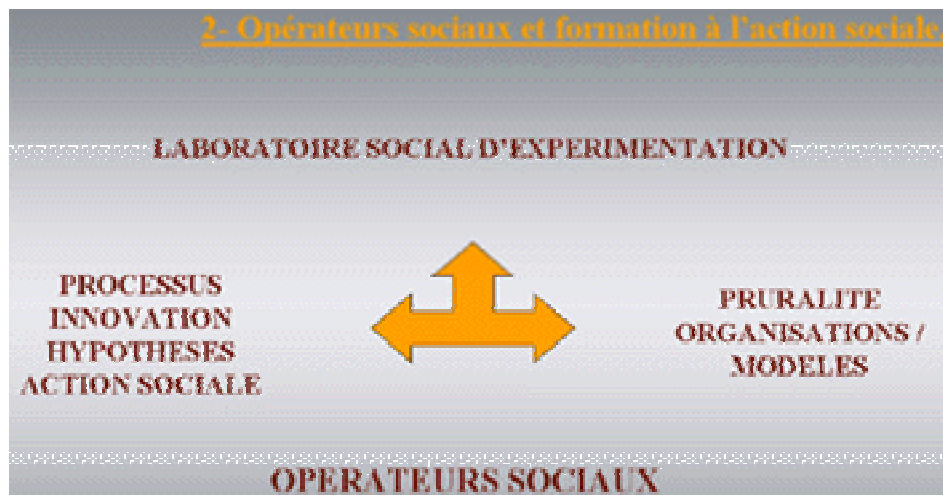 2- Opérateurs sociaux et formation à l'action sociale.
LABORATOIRE SOCIAL D'EXPERIMENTATION
PROCESSUS
INNOVATION
HYPOTHESES
ACTION SOCIALE
PRURALITE
ORGANISATIONS /
MODELES
OPERATEURS SOCIAUX